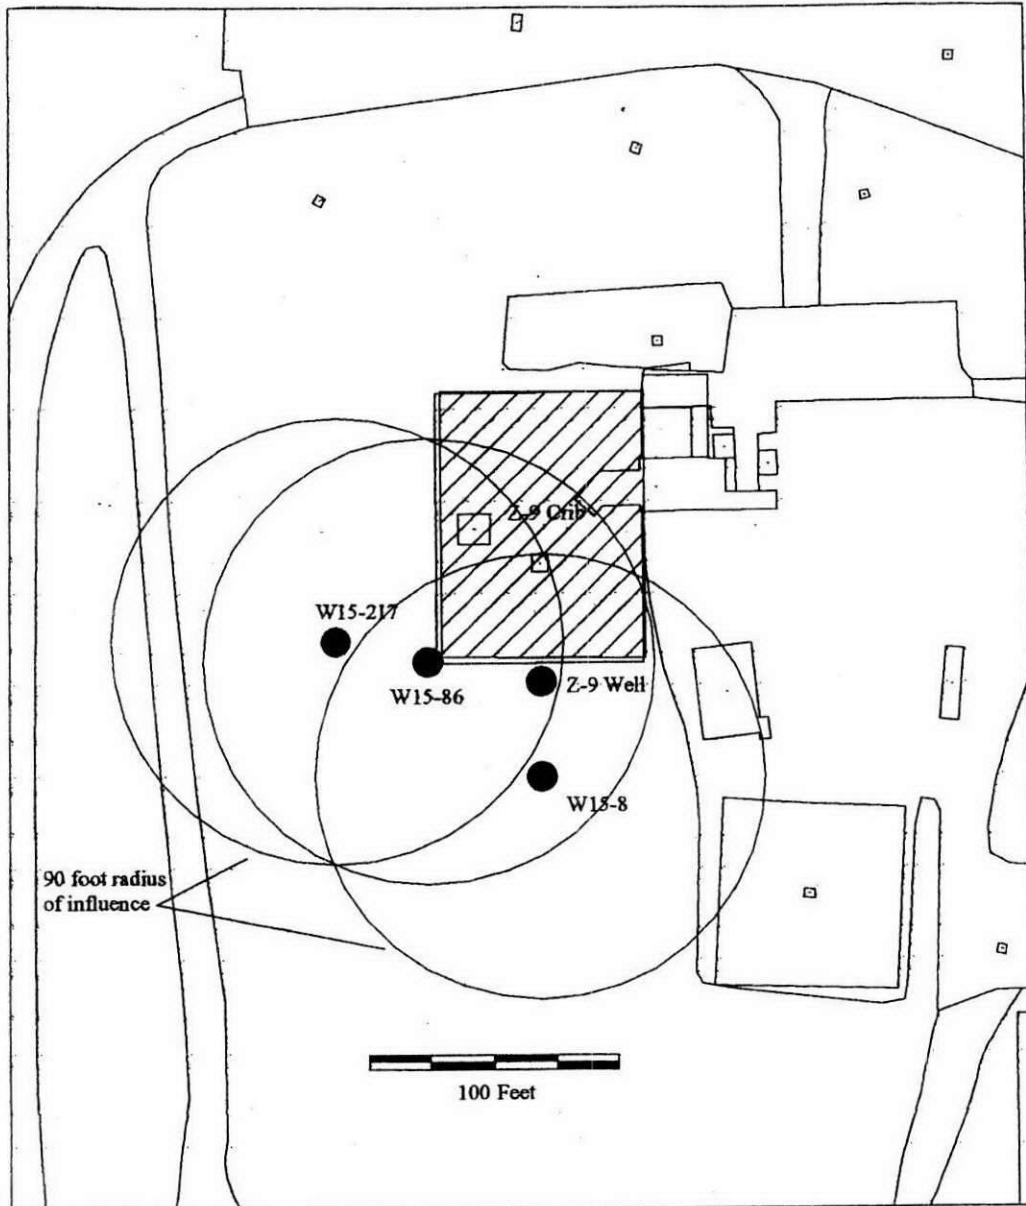 Z-9 Crib
W15-217
W15-86
Z-9 Well
W15-8
90 foot radius
of influence
100 Feet